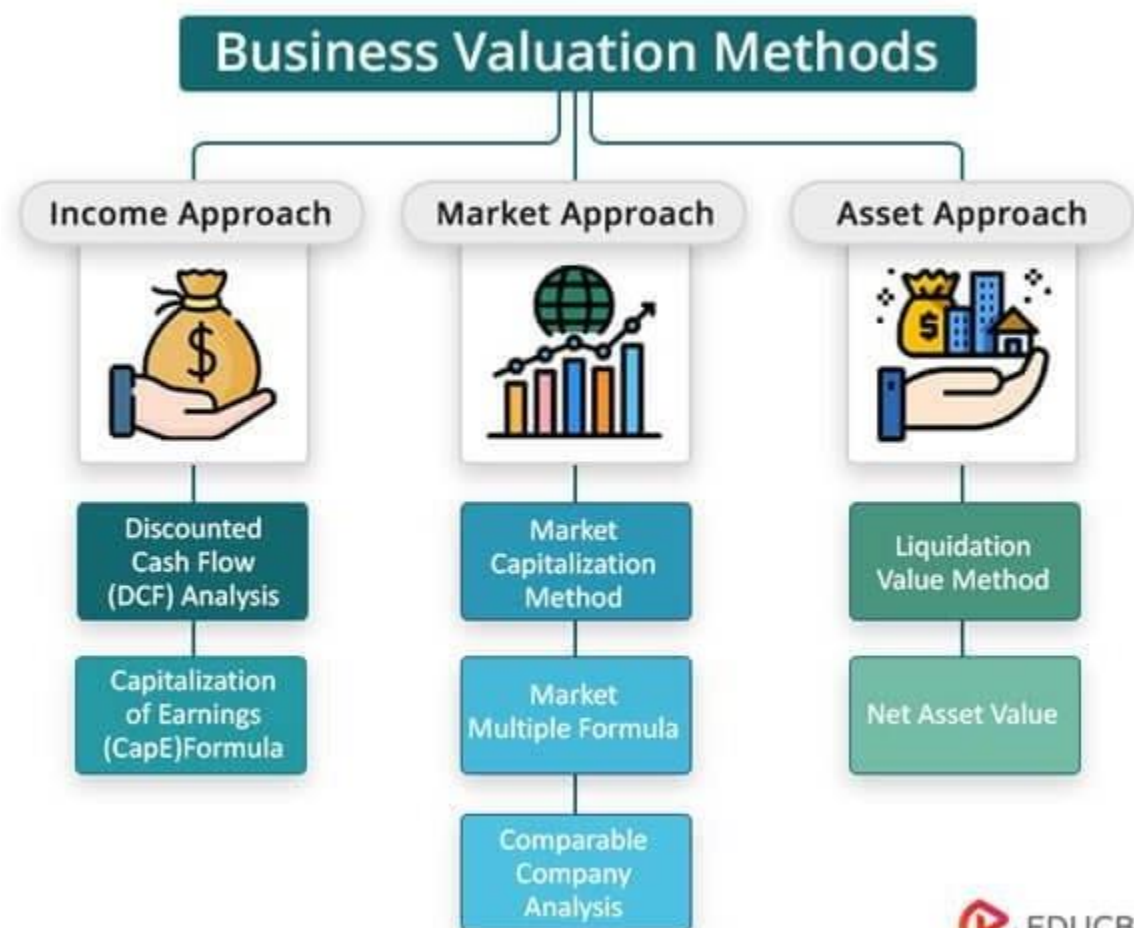 Business Valuation Methods
Income Approach
Market Approach
Asset Approach
$
$
Discounted
Cash Flow
(DCF) Analysis
Capitalization
of Earnings
(CapE)Formula
Market
Capitalization
Method
Market
Multiple Formula
Comparable
Company
Analysis
Liquidation
Value Method
Net Asset Value